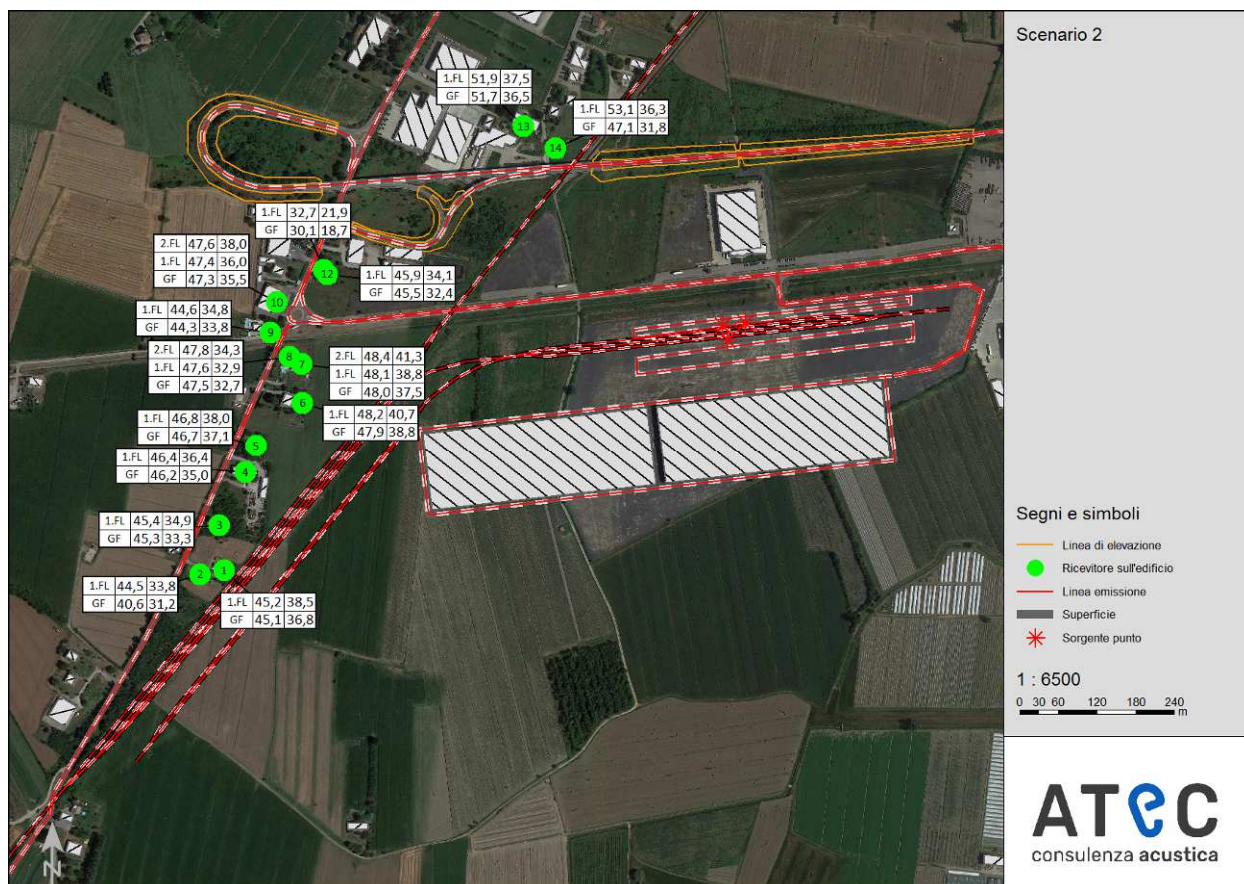 Scenario 2
1.FL 51,9 37,5
GF 51,7 36,5
1.FL 53,1 36,3
GF 47,1 31,8
13
14
1.FL 32,7 21,9
GF 30,1 18,7
2.FL 47,6 38,0
1.FL 47,4 36,0
GF 47,3 35,5
12
1.FL 45,9 34,1
GF 45,5 32,4
10
1.FL 44,6 34,8
GF 44,3 33,8
9
2.FL 47,8 34,3
1.FL 47,6 32,9
GF 47,5 32,7
8
7
2.FL 48,4 41,3
1.FL 48,1 38,8
GF 48,0 37,5
6
1.FL 48,2 40,7
GF 47,9 38,8
1.FL 46,8 38,0
GF 46,7 37,1
5
1.FL 46,4 36,4
GF 46,2 35,0
4
1.FL 45,4 34,9
GF 45,3 33,3
3
1.FL 44,5 33,8
GF 40,6 31,2
2
1
1.FL 45,2 38,5
GF 45,1 36,8
N
Segni e simboli
Linea di elevazione
Ricevitore sull'edificio
Linea emissione
Superficie
Sorgente punto
1 : 6500
0 30 60 120 180 240
m
ATEC
consulenza acustica